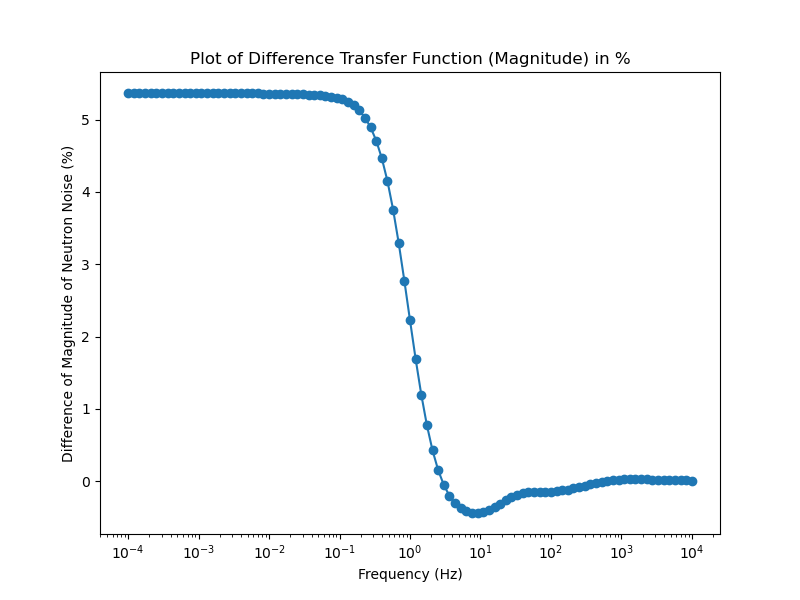 Plot of Difference Transfer Function (Magnitude) in %
Difference of Magnitude of Neutron Noise (%)
5
4
3
2
1
0
10⁻⁴ 10⁻³ 10⁻² 10⁻¹ 10⁰ 10¹ 10² 10³ 10⁴
Frequency (Hz)